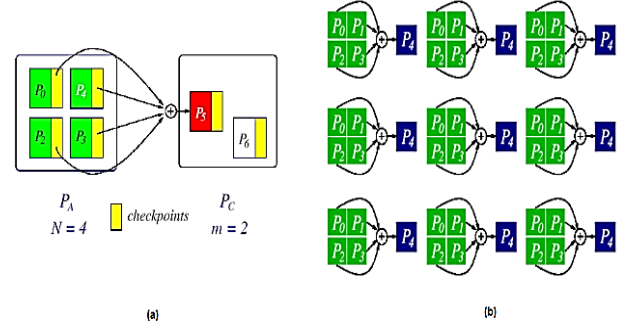 P0 P4
P2 P3
P5
P6
PA
N = 4
checkpoints
PC
m = 2
(a)
P0 P1 P4 P0 P1 P4 P0 P1 P4
P2 P3 P2 P3 P2 P3
P0 P1 P4 P0 P1 P4 P0 P1 P4
P2 P3 P2 P3 P2 P3
P0 P1 P4 P0 P1 P4 P0 P1 P4
P2 P3 P2 P3 P2 P3
(b)